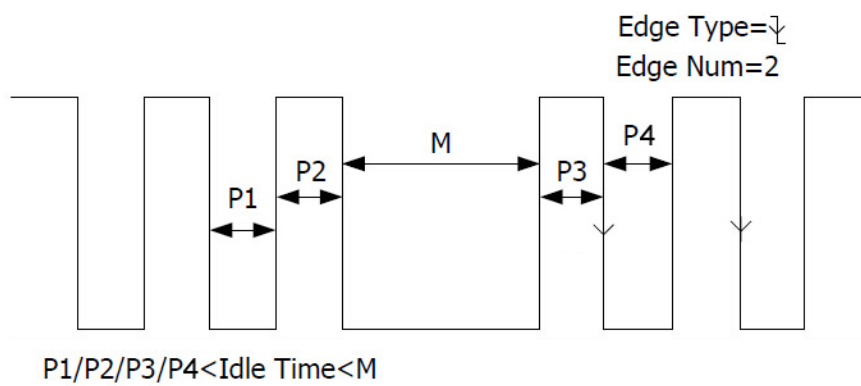 Edge Type=
Edge Num=2
M
P4
P2
P3
P1
P1/P2/P3/P4<Idle Time<M